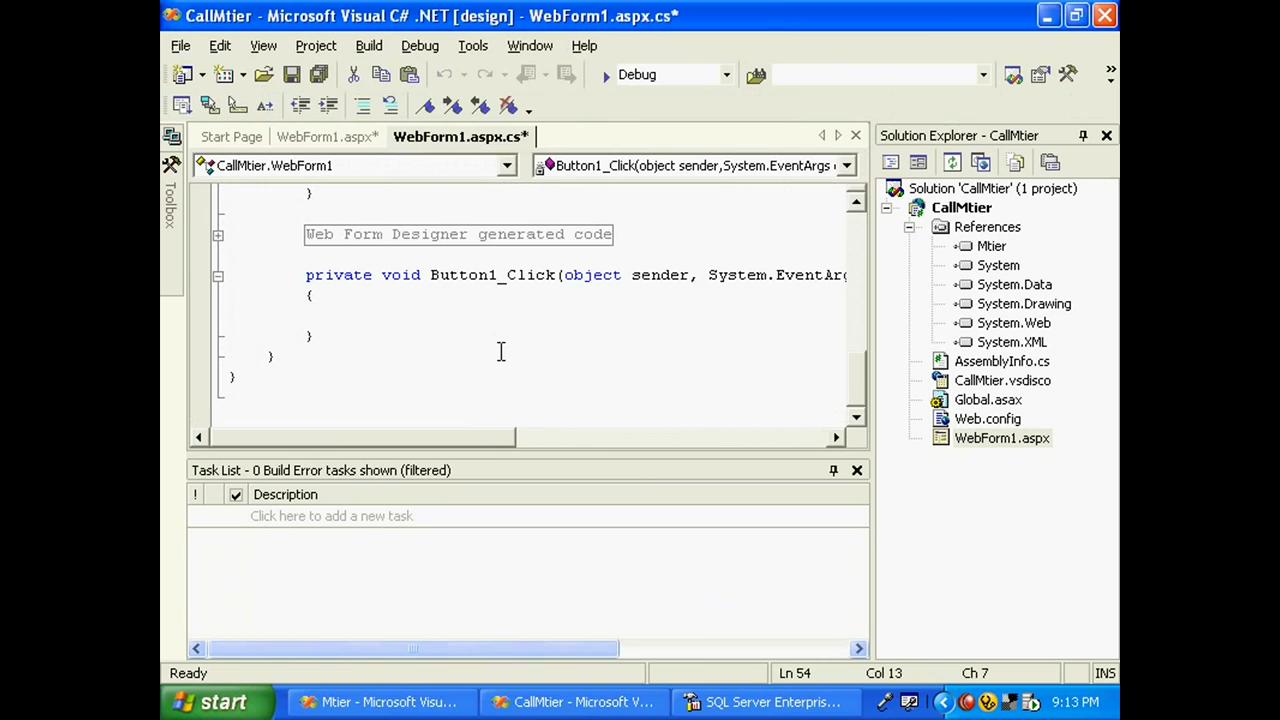 CallMtier - Microsoft Visual C# .NET [design] - WebForm1.aspx.cs*
File Edit View Project Build Debug Tools Window Help
Debug
Start Page WebForm1.aspx* WebForm1.aspx.cs*
CallMtier.WebForm1 Button1_Click(object sender,System.EventArgs
Toolbox
}
Web Form Designer generated code
private void Button1_Click(object sender, System.EventArg
{
}
}
}
Task List - 0 Build Error tasks shown (filtered)
! Description
Click here to add a new task
Solution Explorer - CallMtier
Solution 'CallMtier' (1 project)
CallMtier
References
Mtier
System
System.Data
System.Drawing
System.Web
System.XML
AssemblyInfo.cs
CallMtier.vsdisco
Global.asax
Web.config
WebForm1.aspx
Ready Ln 54 Col 13 Ch 7 INS
start Mtier - Microsoft Visu... CallMtier - Microsoft V... SQL Server Enterpris... 9:13 PM